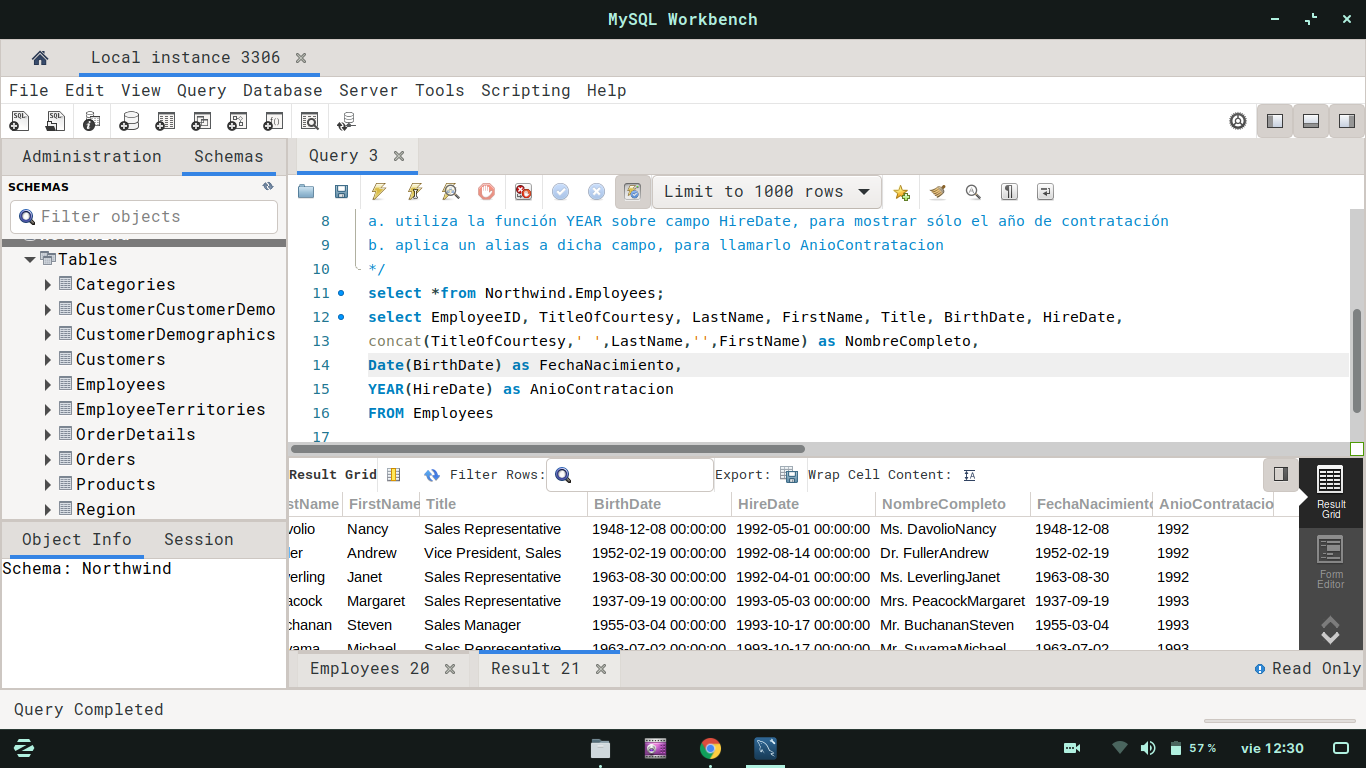 MySQL Workbench
Local instance 3306
File Edit View Query Database Server Tools Scripting Help
Administration Schemas
Query 3
SCHEMAS
Filter objects
Limit to 1000 rows
Tables
Categories
CustomerCustomerDemo
CustomerDemographics
Customers
Employees
EmployeeTerritories
OrderDetails
Orders
Products
Region
8 a. utiliza la función YEAR sobre campo HireDate, para mostrar sólo el año de contratación
9 b. aplica un alias a dicha campo, para llamarlo AnioContratacion
10 */
11 select *from Northwind.Employees;
12 select EmployeeID, TitleOfCourtesy, LastName, FirstName, Title, BirthDate, HireDate,
13 concat(TitleOfCourtesy,' ',LastName,'',FirstName) as NombreCompleto,
14 Date(BirthDate) as FechaNacimiento,
15 YEAR(HireDate) as AnioContratacion
16 FROM Employees
17
Result Grid Filter Rows: Export: Wrap Cell Content:
stName FirstName Title BirthDate HireDate NombreCompleto FechaNacimiento AnioContratacio
volio Nancy Sales Representative 1948-12-08 00:00:00 1992-05-01 00:00:00 Ms. DavolioNancy 1948-12-08 1992
ler Andrew Vice President, Sales 1952-02-19 00:00:00 1992-08-14 00:00:00 Dr. FullerAndrew 1952-02-19 1992
verling Janet Sales Representative 1963-08-30 00:00:00 1992-04-01 00:00:00 Ms. LeverlingJanet 1963-08-30 1992
acock Margaret Sales Representative 1937-09-19 00:00:00 1993-05-03 00:00:00 Mrs. PeacockMargaret 1937-09-19 1993
chanan Steven Sales Manager 1955-03-04 00:00:00 1993-10-17 00:00:00 Mr. BuchananSteven 1955-03-04 1993
yama Michael Sales Representative 1963-07-02 00:00:00 1993-10-17 00:00:00 Mr. SuyamaMichael 1963-07-02 1993
Result Grid
Form Editor
Object Info Session
Schema: Northwind
Employees 20 Result 21
Read Only
Query Completed
57%
vie 12:30